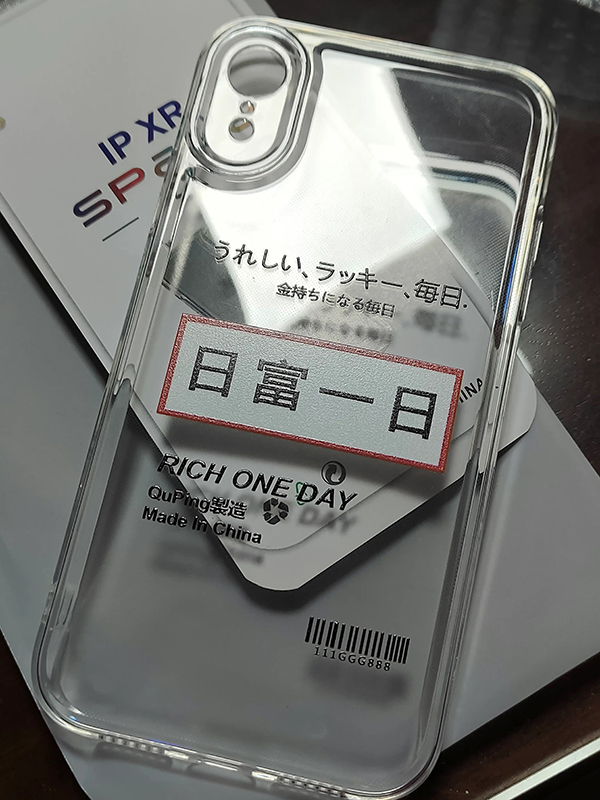 IP XR
SPa
うれしい、ラッキー、毎日.
金持ちになる毎日
日富一日
HINA
RICH ONE DAY
QuPing製造
Made In China
111GGG888